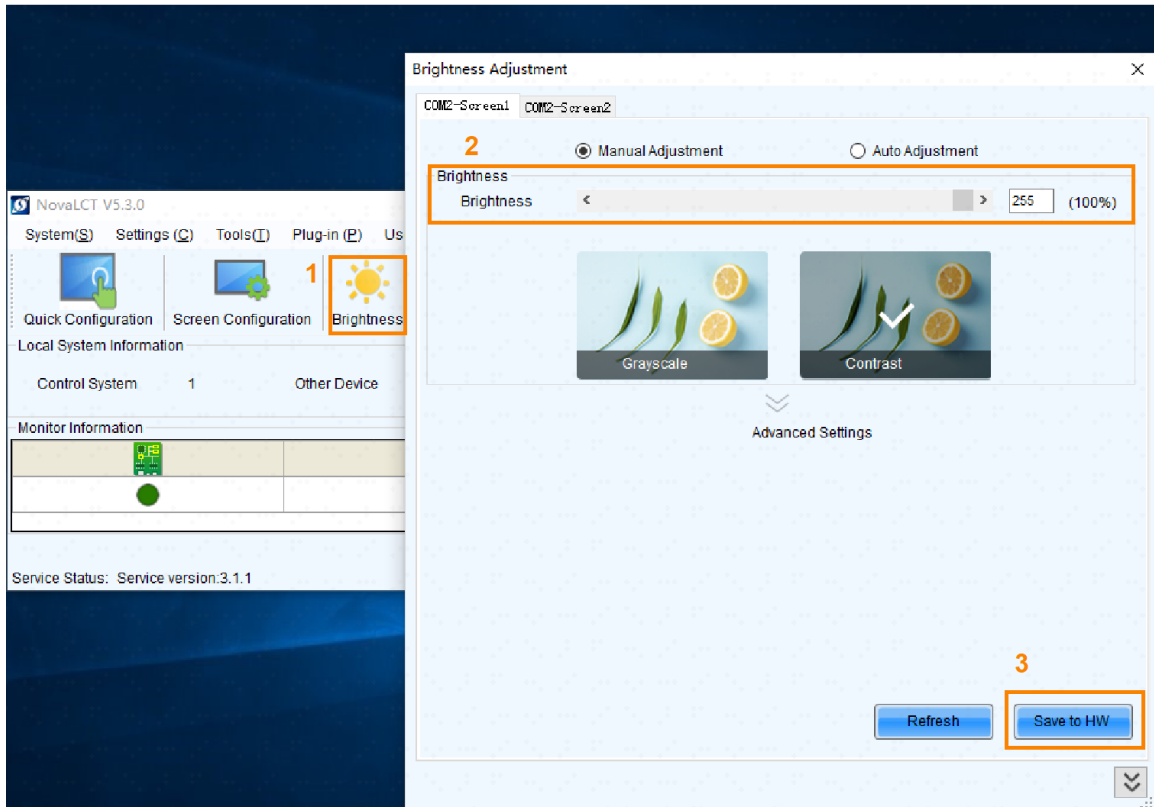 Brightness Adjustment
COM2-Screen1 COM2-Screen2
2
Manual Adjustment Auto Adjustment
Brightness
Brightness 255 (100%)
NovaLCT V5.3.0
System(S) Settings (C) Tools(T) Plug-in (P) Us
1
Quick Configuration Screen Configuration Brightness
Grayscale Contrast
Local System Information
Control System 1 Other Device
Advanced Settings
Monitor Information
Service Status: Service version:3.1.1
3
Refresh Save to HW